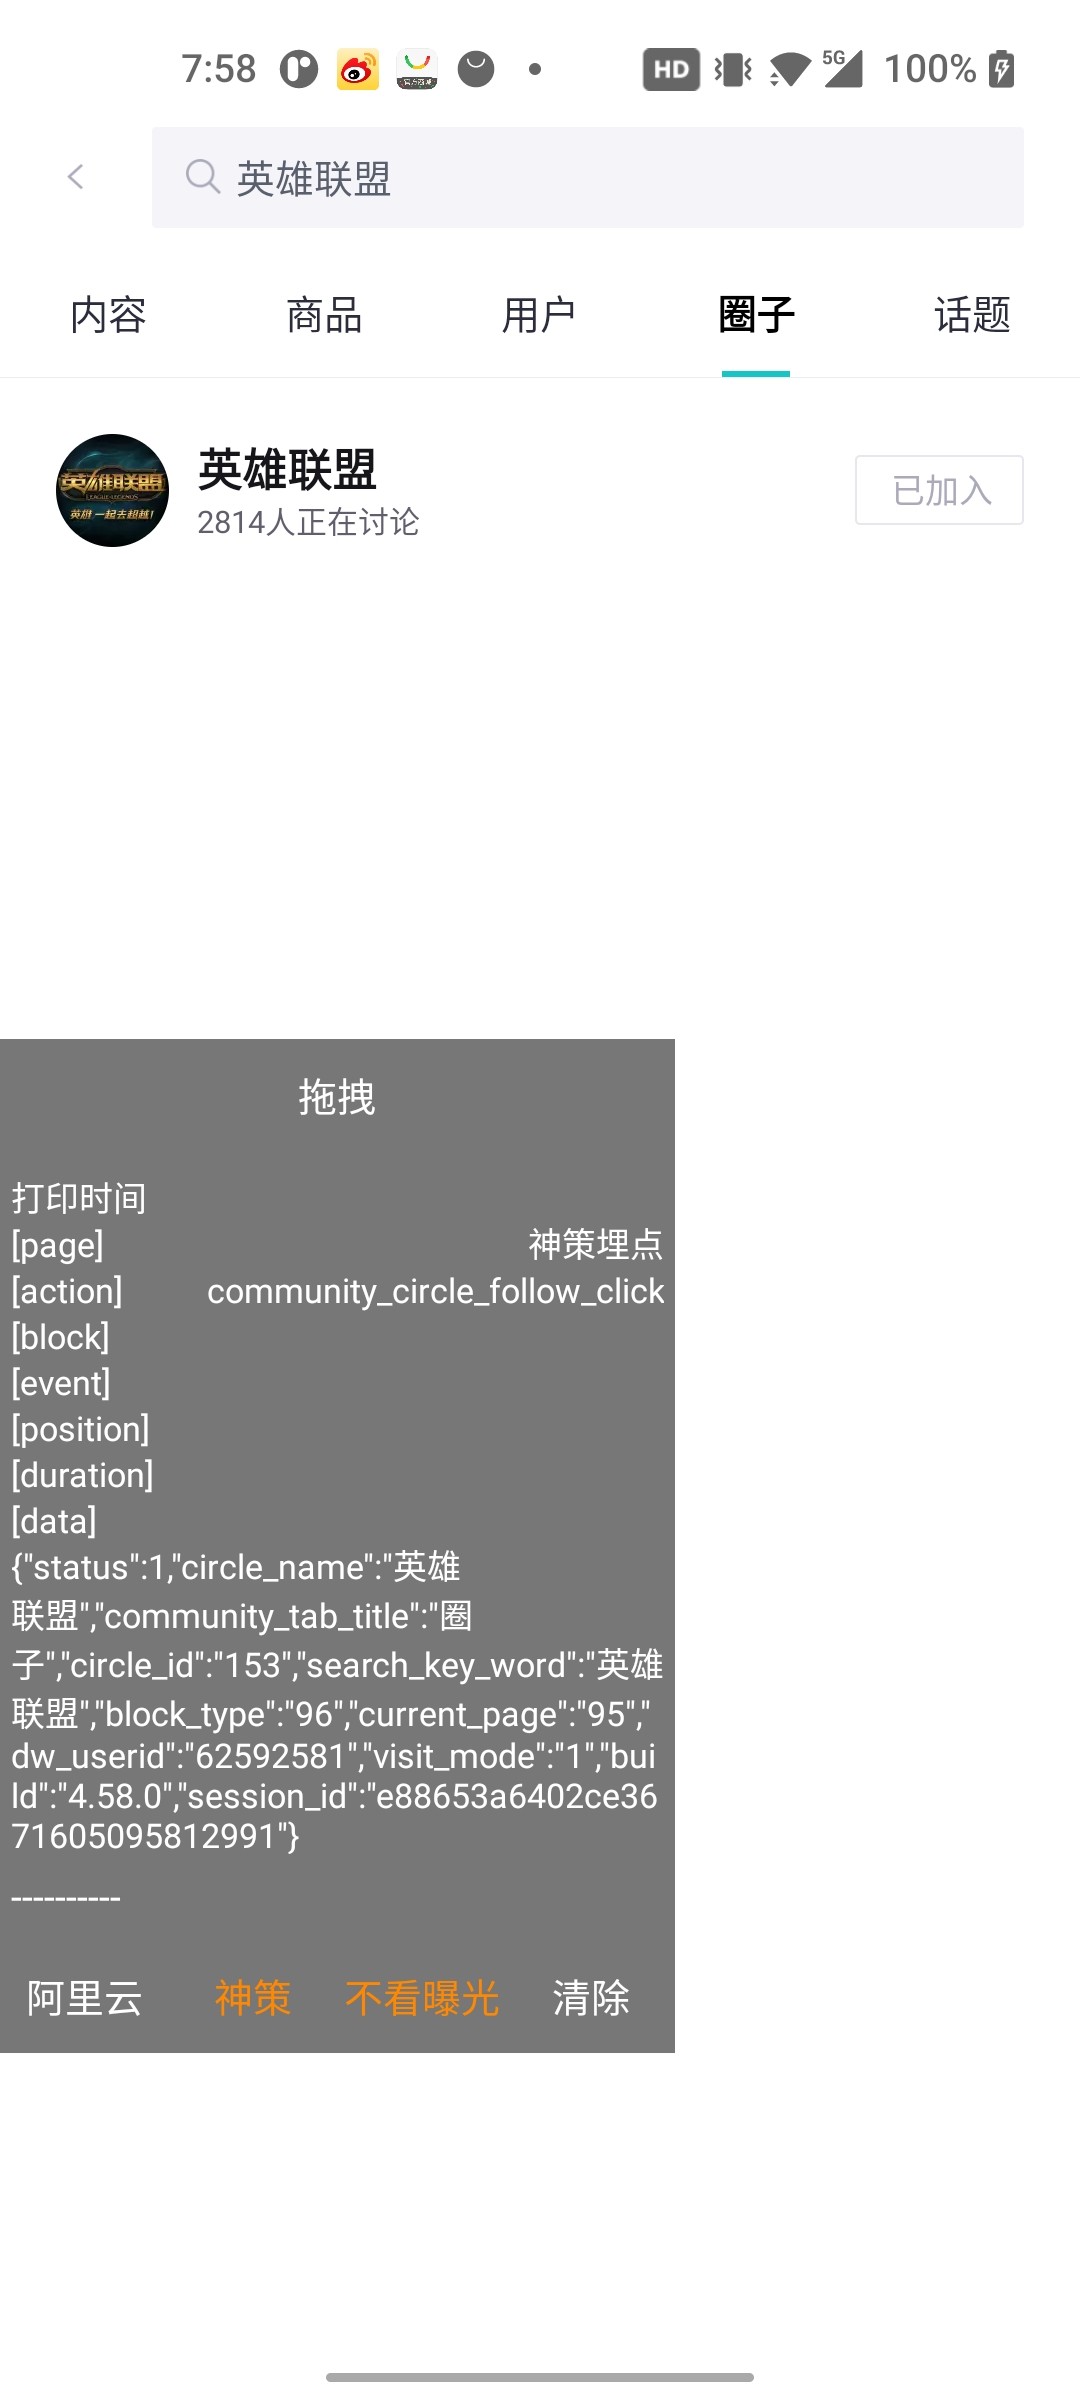 7:58 HD 5G 100%
英雄联盟
内容 商品 用户 圈子 话题
英雄联盟
LEAGUE LEGENDS
英雄 一起去超越!
英雄联盟
2814人正在讨论
已加入
拖拽
打印时间
[page] 神策埋点
[action] community_circle_follow_click
[block]
[event]
[position]
[duration]
[data]
{"status":1,"circle_name":"英雄
联盟","community_tab_title":"圈
子","circle_id":"153","search_key_word":"英雄
联盟","block_type":"96","current_page":"95","
dw_userid":"62592581","visit_mode":"1","bui
ld":"4.58.0","session_id":"e88653a6402ce36
71605095812991"}
----------
阿里云 神策 不看曝光 清除